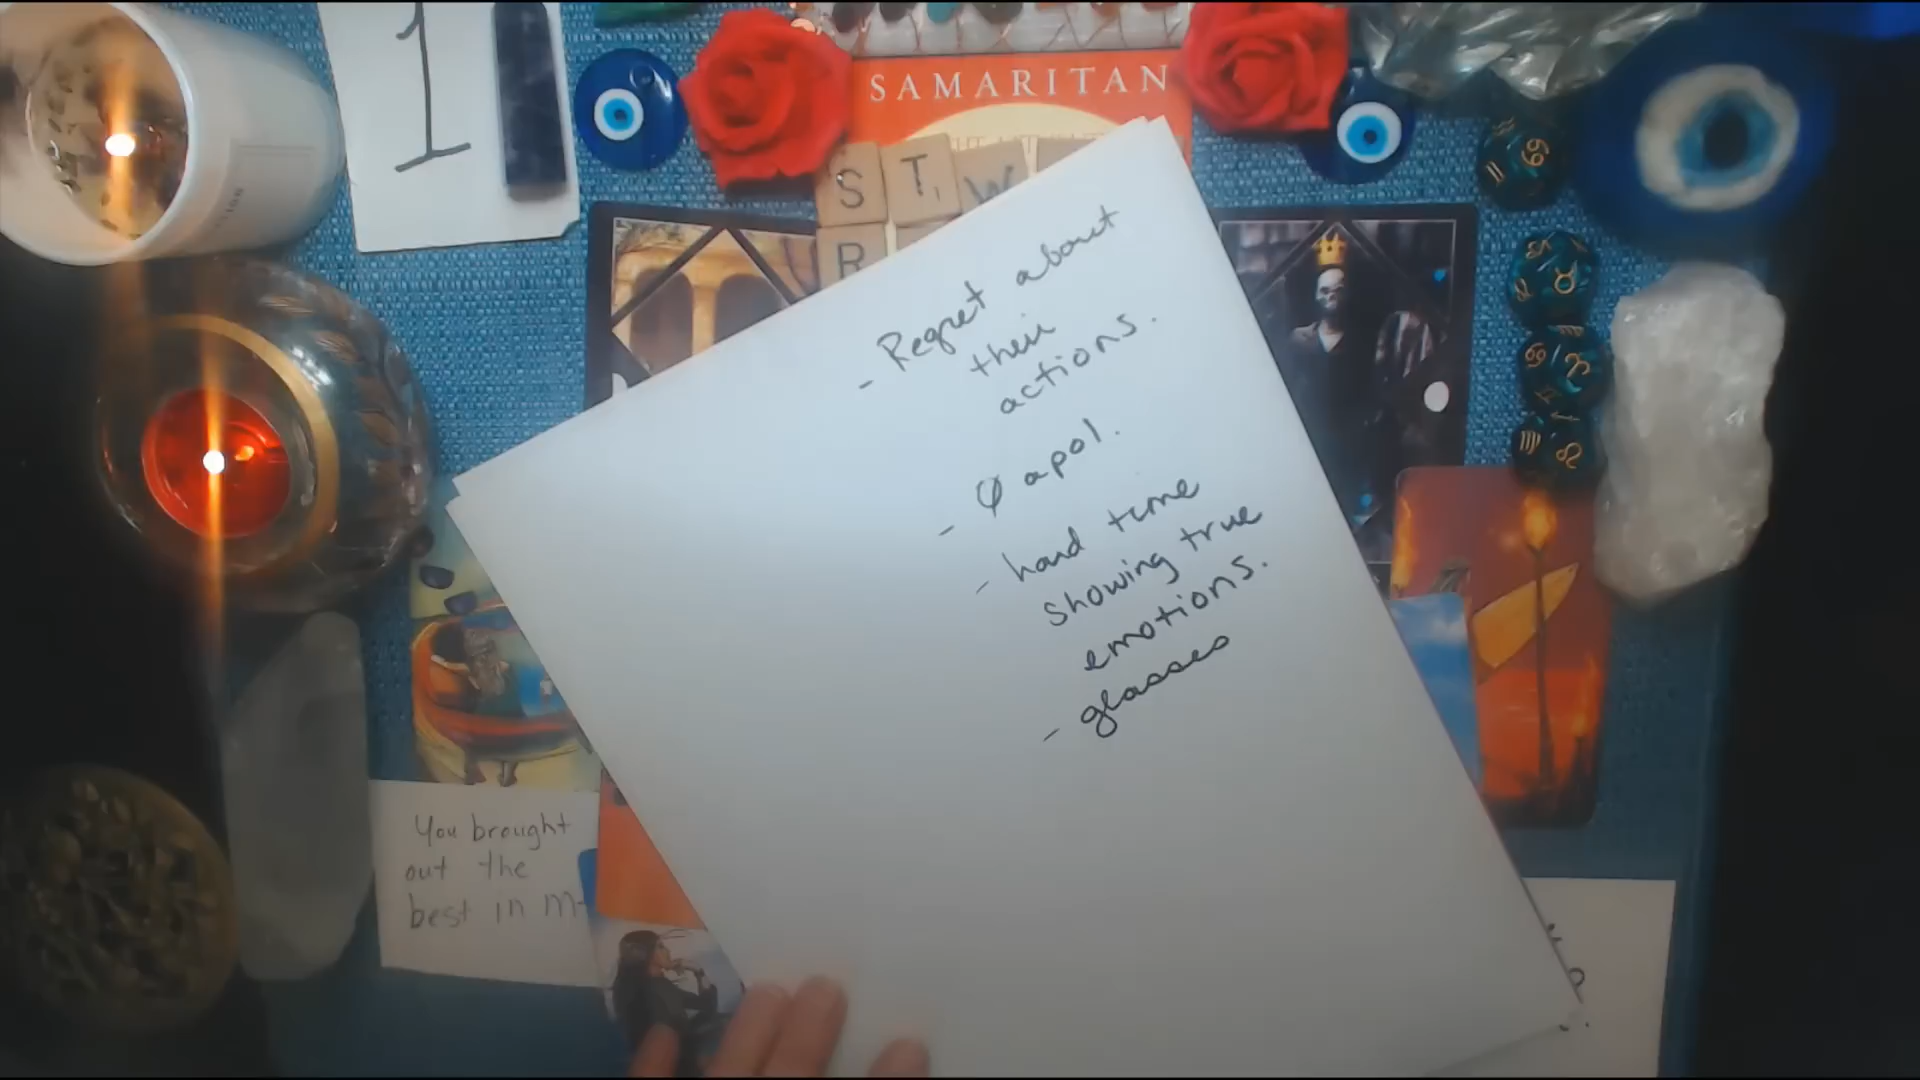 1
SAMARITAN
S T W
R
- Regret about
their
actions.
- Ø apol.
- hard time
showing true
emotions.
- glasses
You brought
out the
best in m